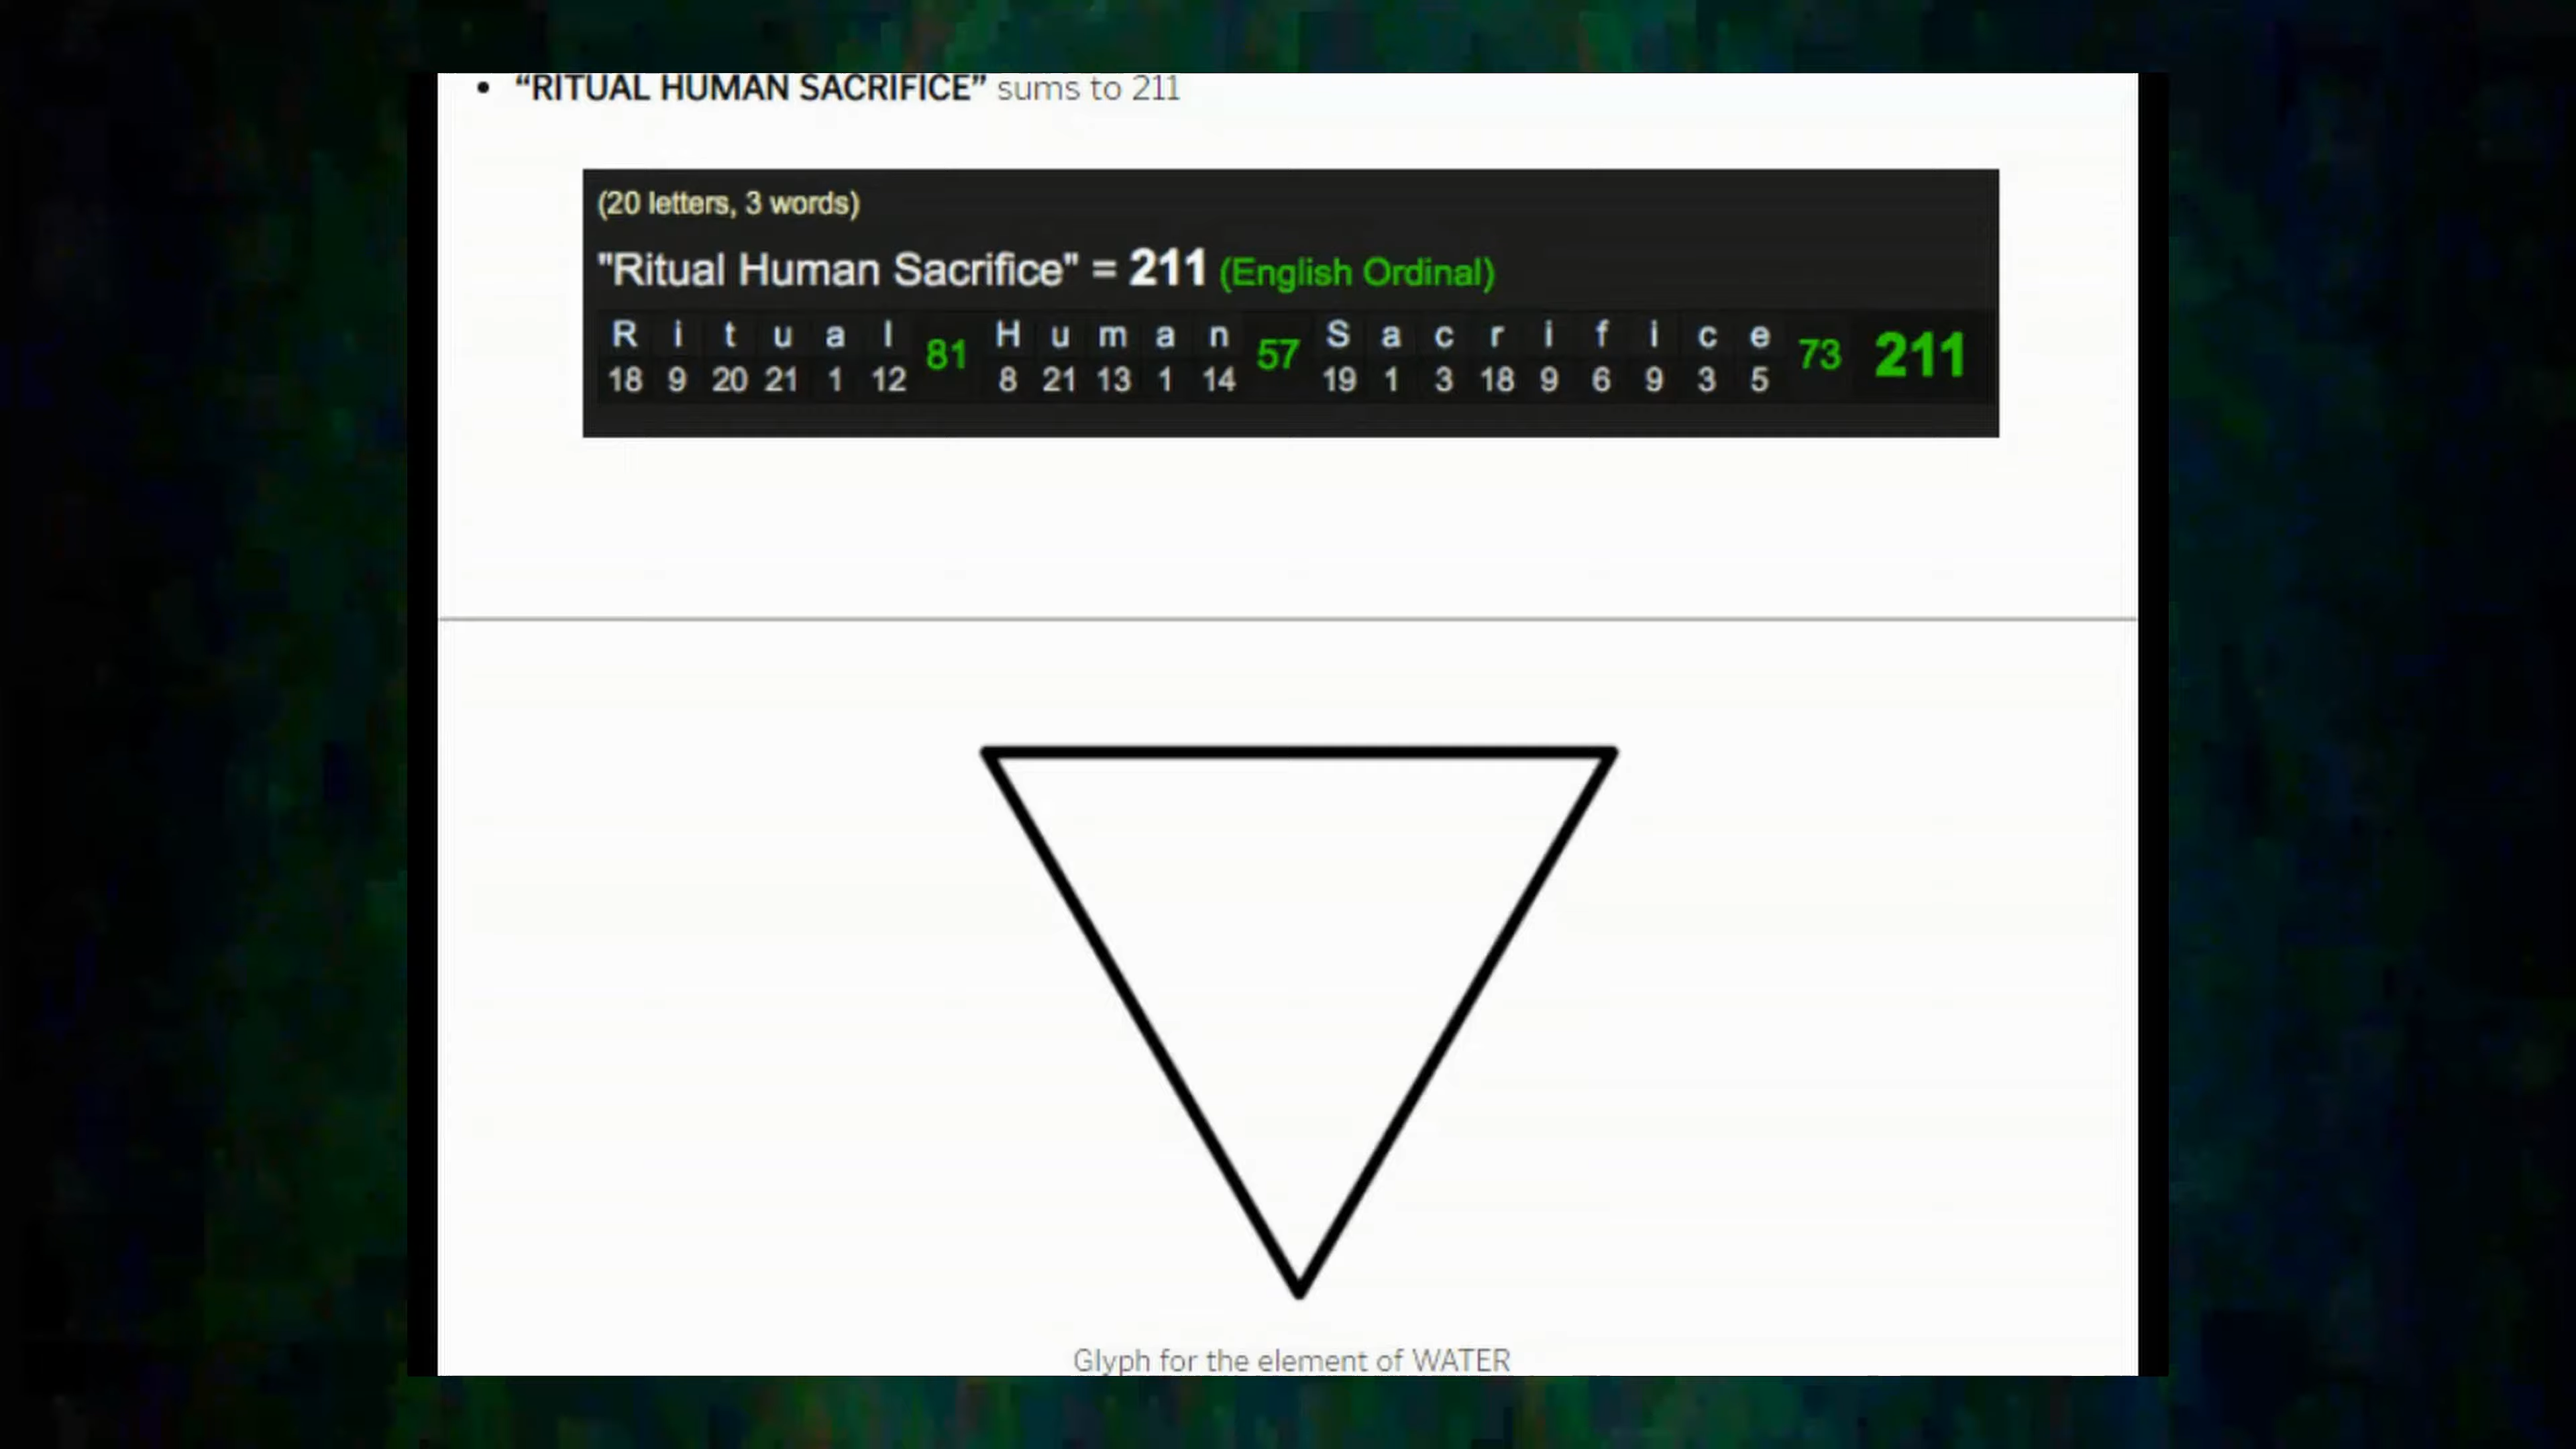 • “RITUAL HUMAN SACRIFICE” sums to 211
(20 letters, 3 words)
"Ritual Human Sacrifice" = 211 (English Ordinal)
R i t u a l 81 H u m a n 57 S a c r i f i c e 73 211
18 9 20 21 1 12 8 21 13 1 14 19 1 3 18 9 6 9 3 5
Glyph for the element of WATER